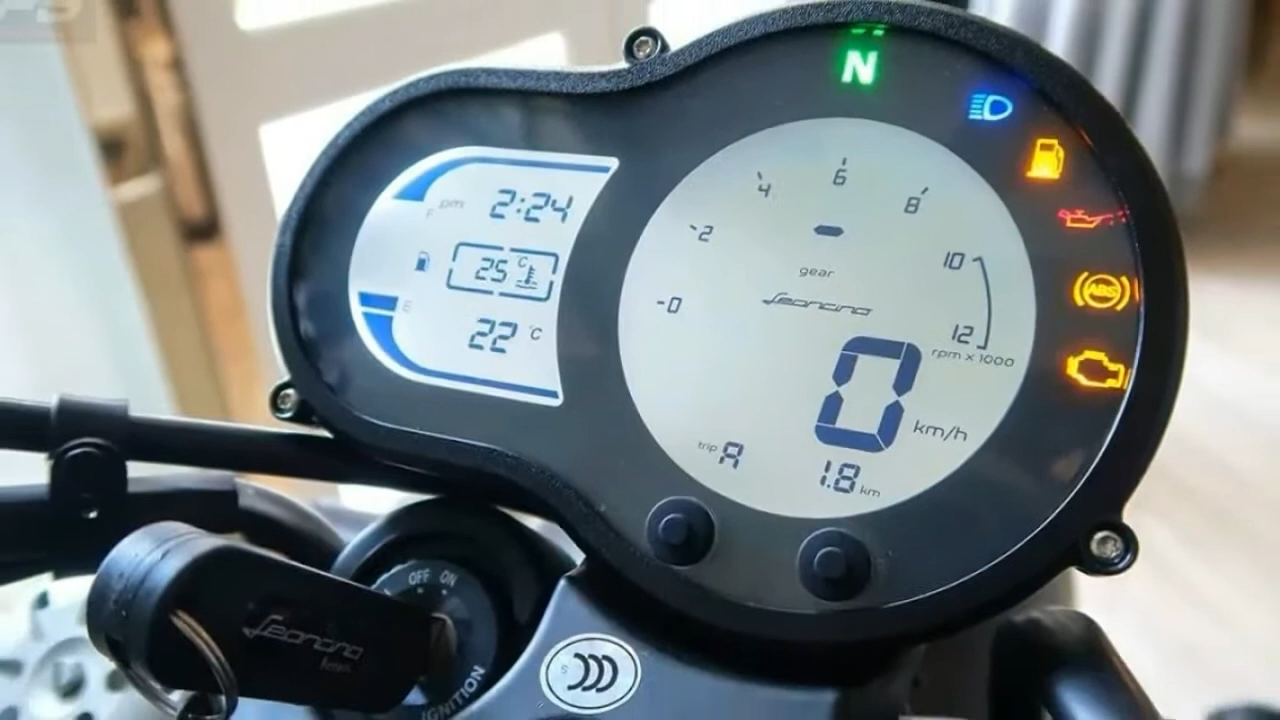 N
F
pm 2:24
25 °C
E
22 °C
-0
-2
4
6
8
10
12
rpm x 1000
gear
Leoncino
0 km/h
trip A
1.8 km
ABS
OFF ON
IGNITION
Leoncino
S